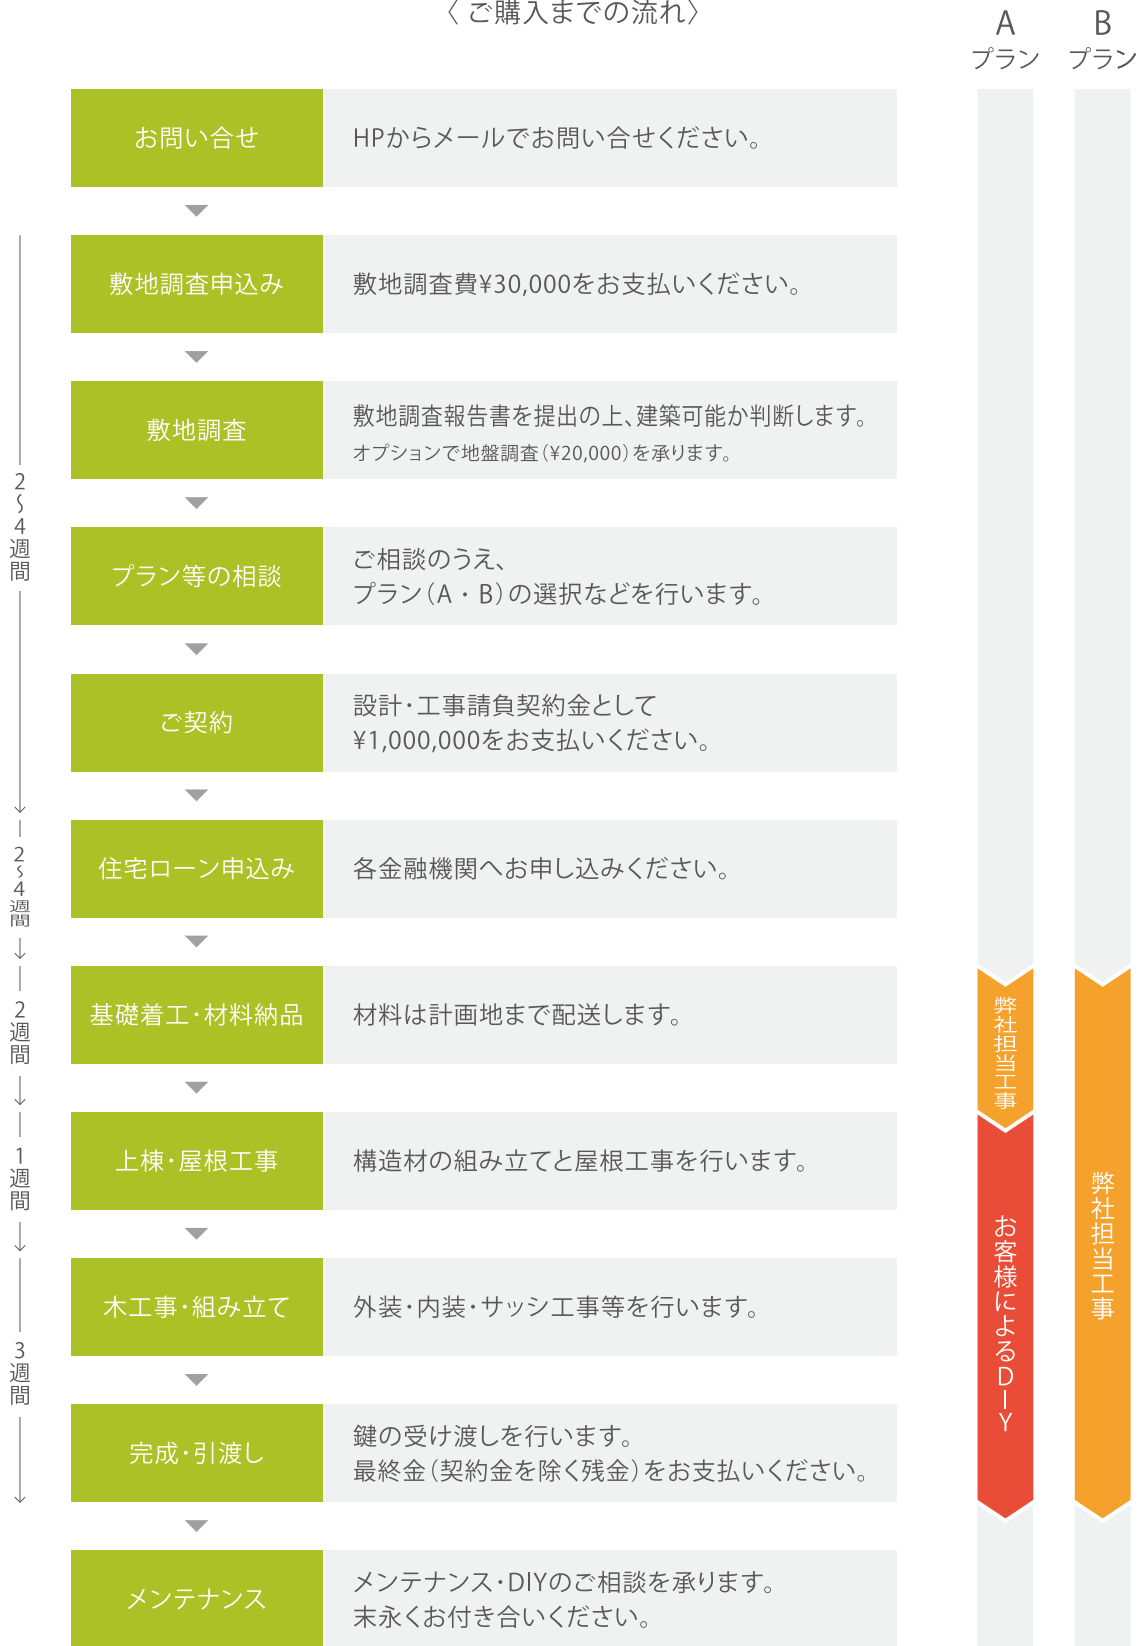 〈 ご購入までの流れ〉
A
プラン
B
プラン
お問い合せ
HPからメールでお問い合せください。
敷地調査申込み
敷地調査費¥30,000をお支払いください。
敷地調査
敷地調査報告書を提出の上、建築可能か判断します。
オプションで地盤調査（¥20,000）を承ります。
プラン等の相談
ご相談のうえ、
プラン（A・B）の選択などを行います。
ご契約
設計・工事請負契約金として
¥1,000,000をお支払いください。
2〜4週間
住宅ローン申込み
各金融機関へお申し込みください。
2〜4週間
基礎着工・材料納品
材料は計画地まで配送します。
2週間
弊社担当工事
上棟・屋根工事
構造材の組み立てと屋根工事を行います。
1週間
木工事・組み立て
外装・内装・サッシ工事等を行います。
3週間
お客様によるDIY
弊社担当工事
完成・引渡し
鍵の受け渡しを行います。
最終金（契約金を除く残金）をお支払いください。
メンテナンス
メンテナンス・DIYのご相談を承ります。
末永くお付き合いください。